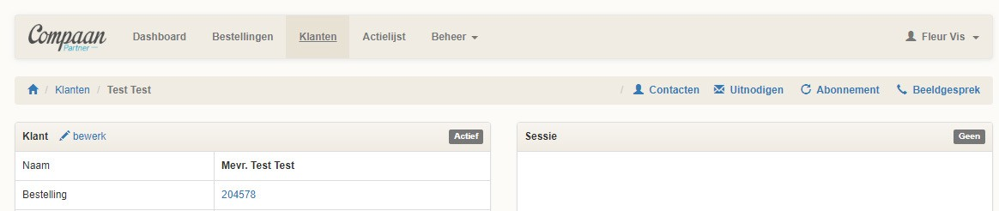 Compaan Partner Dashboard Bestellingen Klanten Actielijst Beheer Fleur Vis
/ Klanten / Test Test / Contacten Uitnodigen Abonnement Beeldgesprek
Klant bewerk Actief
Sessie Geen
Naam Mevr. Test Test
Bestelling 204578